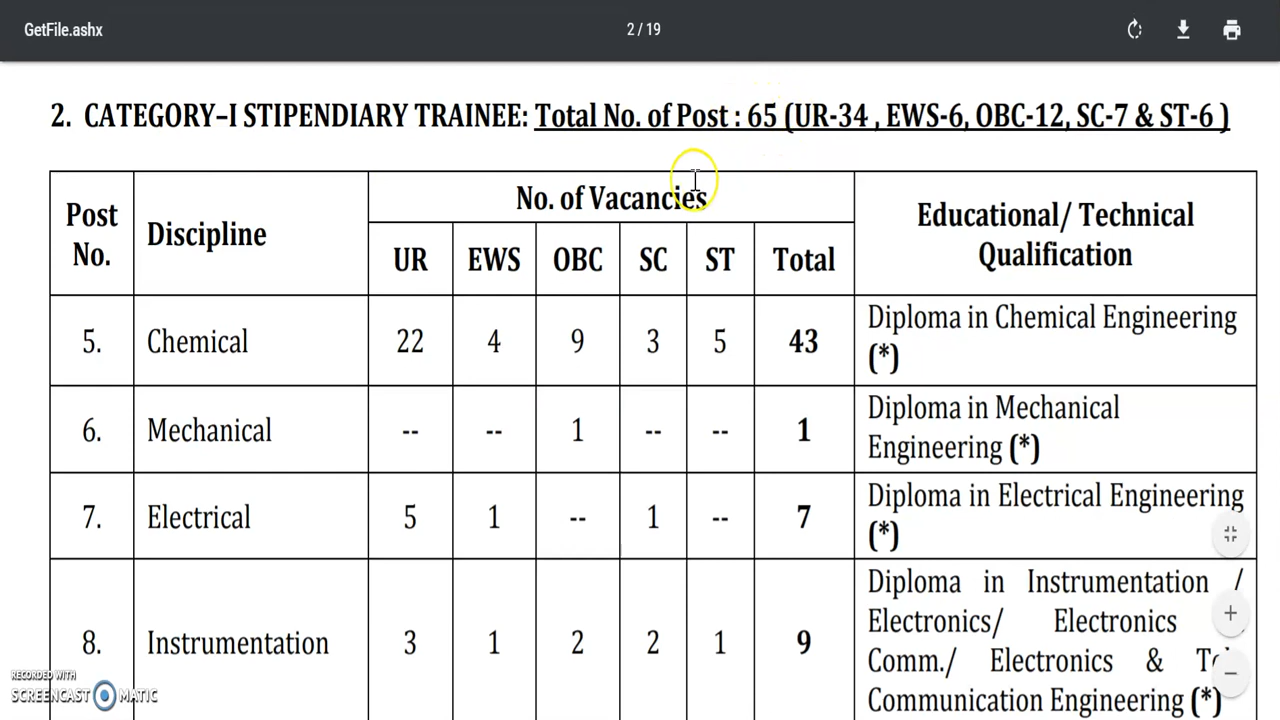 GetFile.ashx
2 / 19
2. CATEGORY–I STIPENDIARY TRAINEE: Total No. of Post : 65 (UR-34 , EWS-6, OBC-12, SC-7 & ST-6 )
Post No. Discipline No. of Vacancies Educational/ Technical Qualification
UR EWS OBC SC ST Total
5. Chemical 22 4 9 3 5 43 Diploma in Chemical Engineering
(*)
6. Mechanical -- -- 1 -- -- 1 Diploma in Mechanical
Engineering (*)
7. Electrical 5 1 -- 1 -- 7 Diploma in Electrical Engineering
(*)
8. Instrumentation 3 1 2 2 1 9 Diploma in Instrumentation /
Electronics/ Electronics
Comm./ Electronics &
Communication Engineering (*)
RECORDED WITH
SCREENCAST MATIC